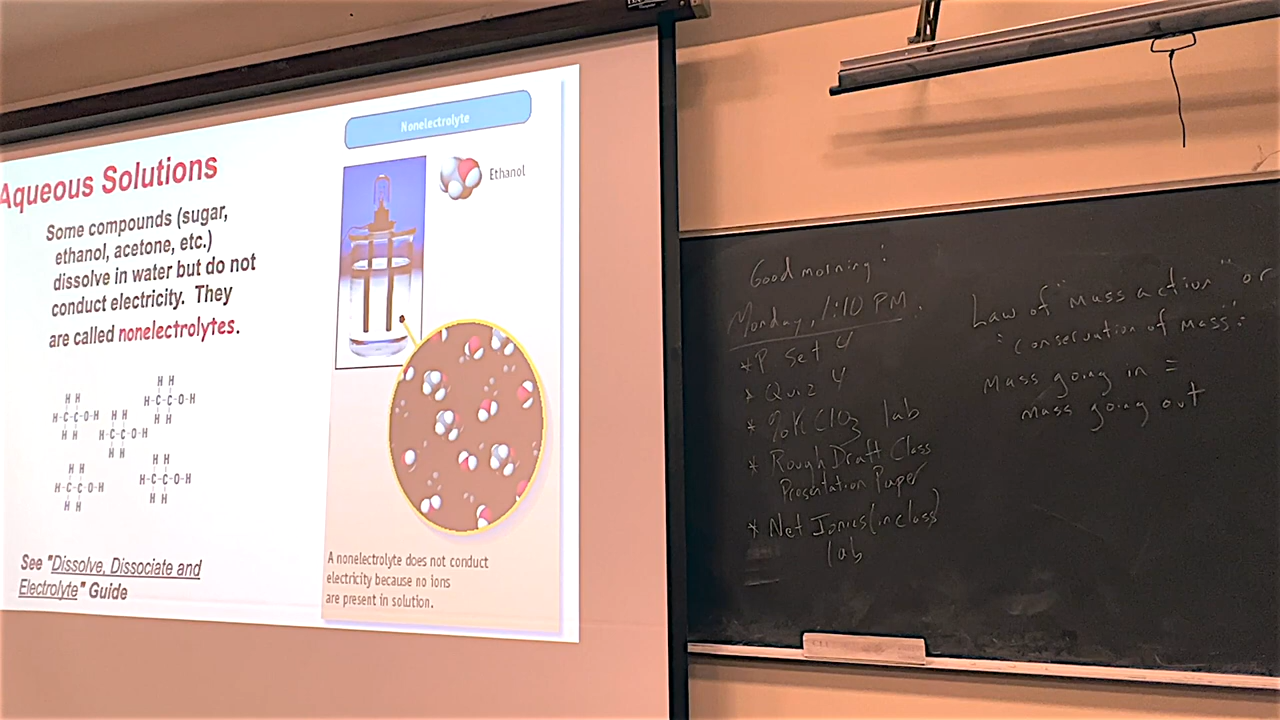 Aqueous Solutions
Some compounds (sugar,
ethanol, acetone, etc.)
dissolve in water but do not
conduct electricity. They
are called nonelectrolytes.
H H
H-C-C-O-H
H H
H H
H-C-C-O-H
H H
H H
H-C-C-O-H
H H
H H
H-C-C-O-H
H H
H H
H-C-C-O-H
H H
See "Dissolve, Dissociate and
Electrolyte" Guide
Nonelectrolyte
Ethanol
A nonelectrolyte does not conduct
electricity because no ions
are present in solution.
Good morning:
Monday, 1:10 PM:
*P Set 4
* Quiz 4
* %KClO3 lab
* Rough Draft Class
Presentation Paper
* Net Ionics (in class)
lab
Law of "mass action" or
"conservation of mass":
Mass going in =
mass going out